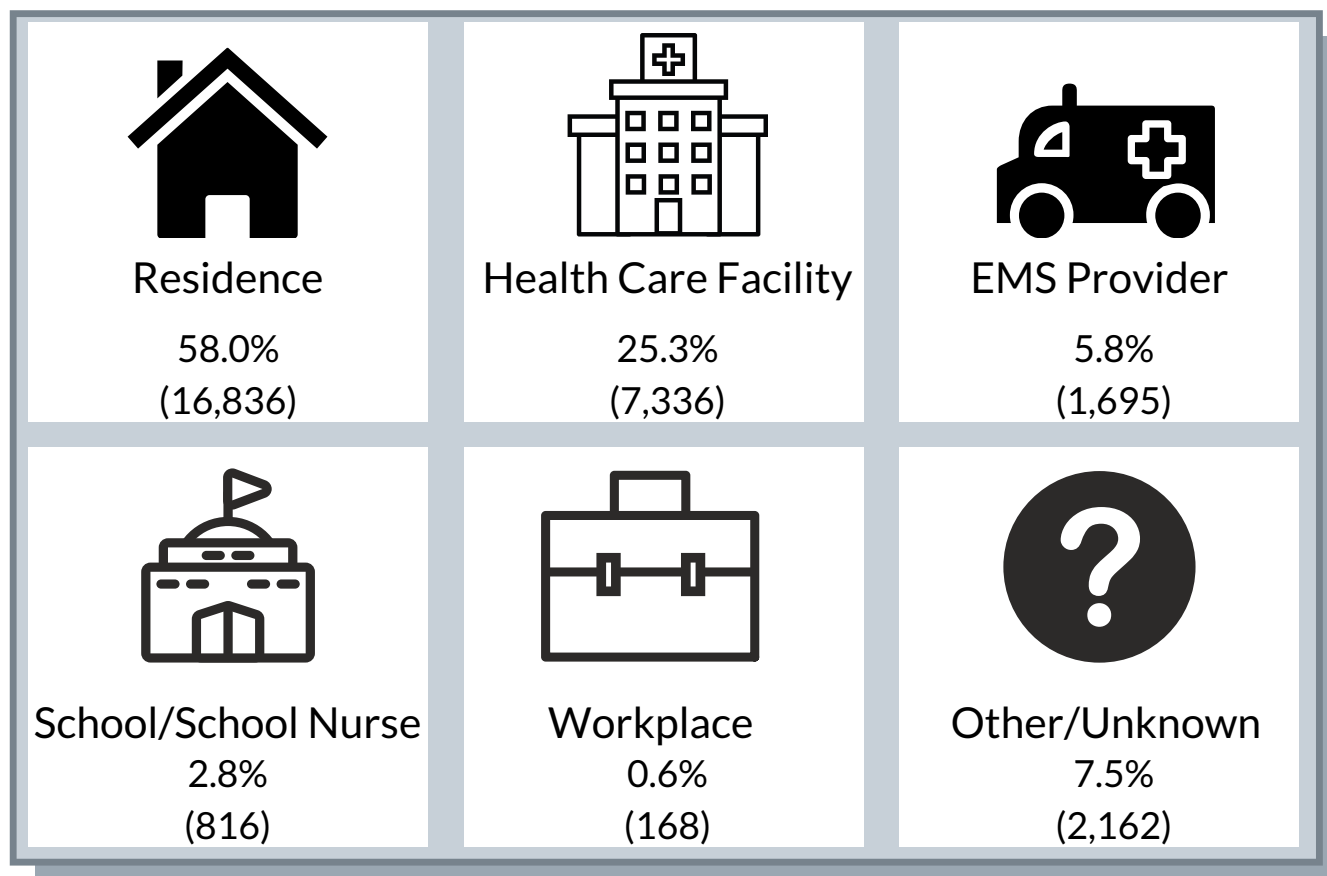 Residence
58.0%
(16,836)
Health Care Facility
25.3%
(7,336)
EMS Provider
5.8%
(1,695)
School/School Nurse
2.8%
(816)
Workplace
0.6%
(168)
Other/Unknown
7.5%
(2,162)